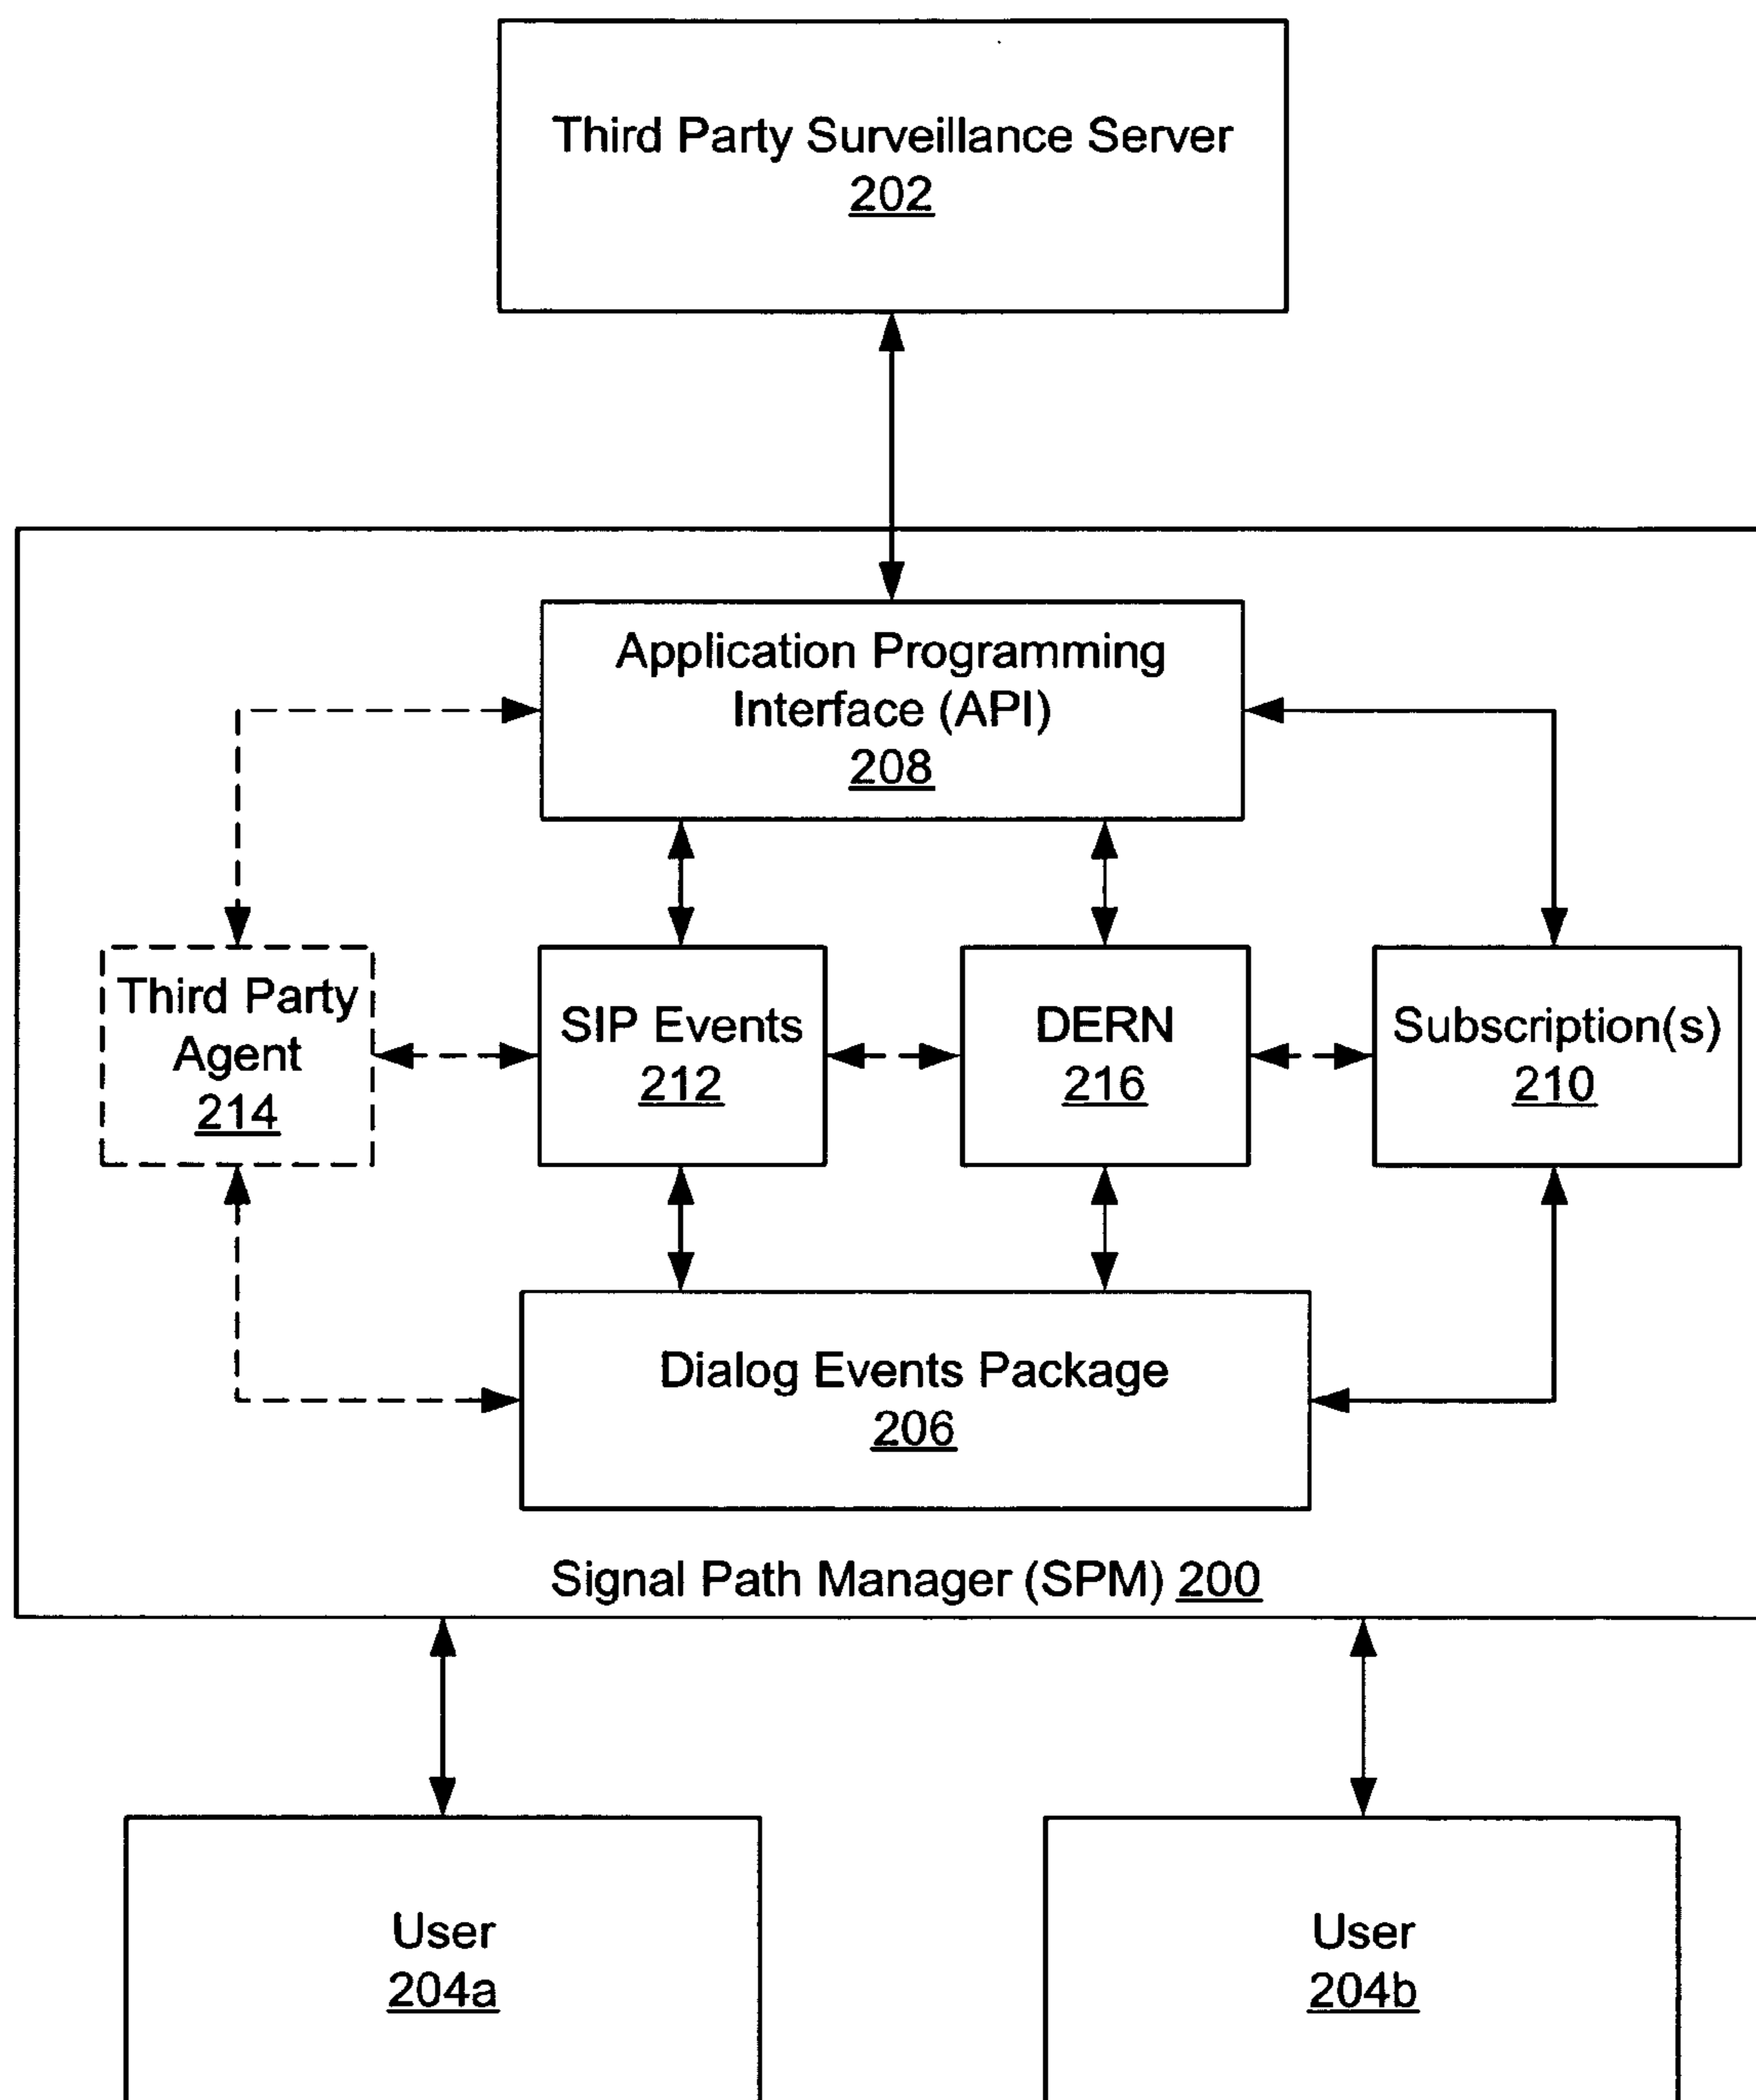 Third Party Surveillance Server
202
Application Programming
Interface (API)
208
Third Party
Agent
214
SIP Events
212
DERN
216
Subscription(s)
210
Dialog Events Package
206
Signal Path Manager (SPM) 200
User
204a
User
204b